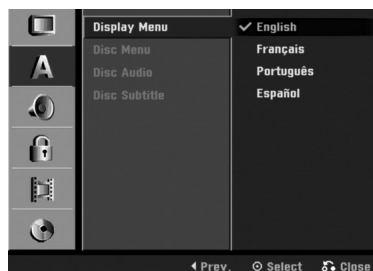 A
Display Menu
Disc Menu
Disc Audio
Disc Subtitle
✓ English
Français
Português
Español
Prev. Select Close